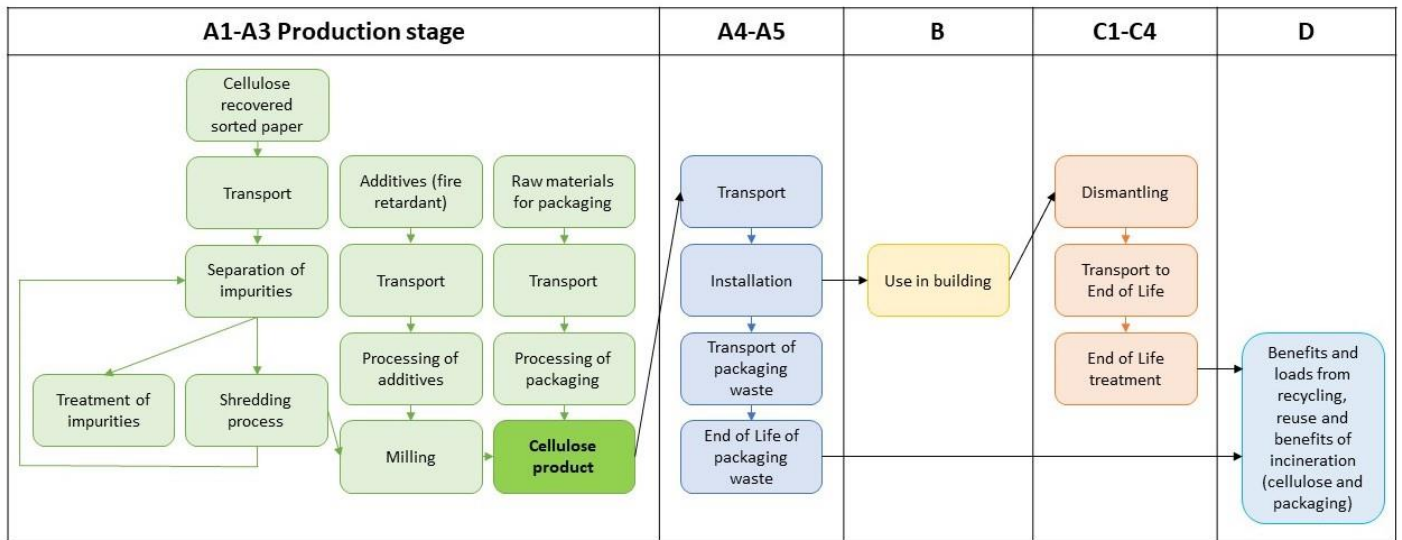 A1-A3 Production stage
A4-A5
B
C1-C4
D
Cellulose
recovered
sorted paper
Transport
Separation of
impurities
Treatment of
impurities
Shredding
process
Additives (fire
retardant)
Transport
Processing of
additives
Milling
Raw materials
for packaging
Transport
Processing of
packaging
Cellulose
product
Transport
Installation
Transport of
packaging
waste
End of Life of
packaging
waste
Use in building
Dismantling
Transport to
End of Life
End of Life
treatment
Benefits and
loads from
recycling,
reuse and
benefits of
incineration
(cellulose and
packaging)